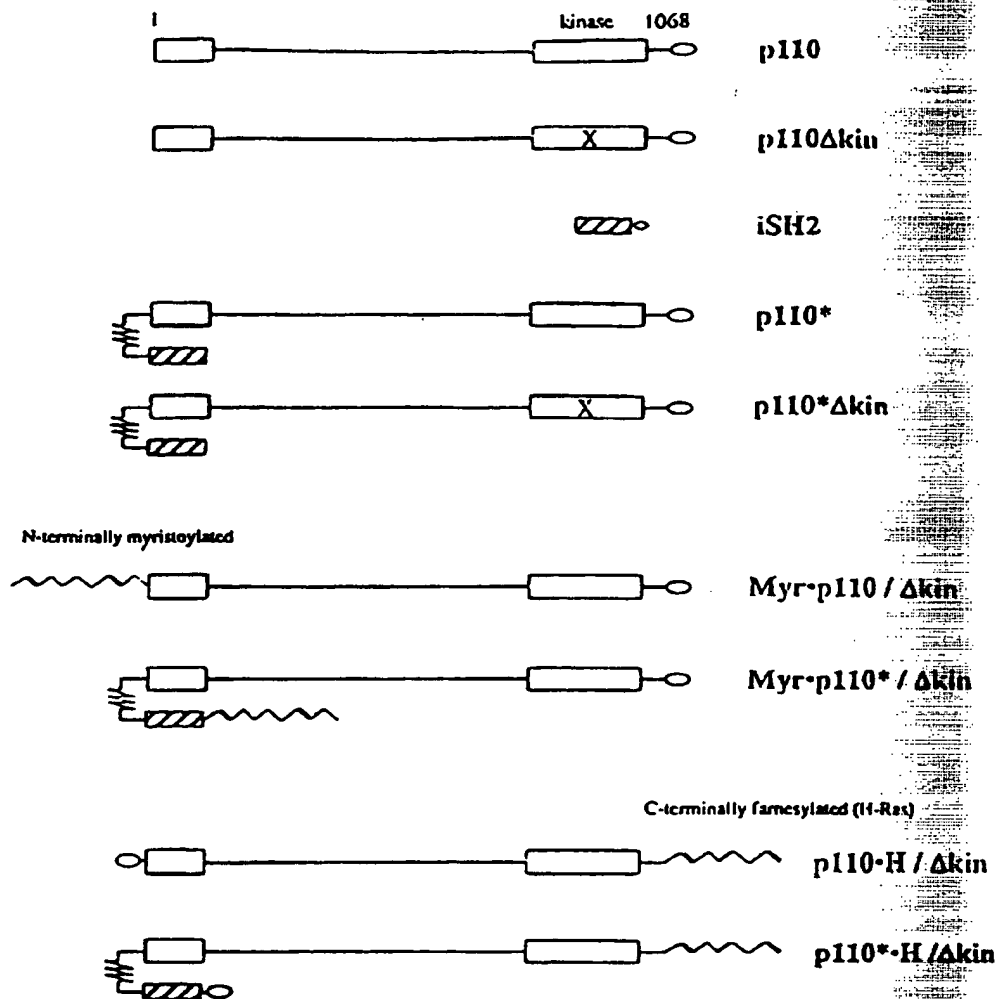 1 kinase 1068
p110
X p110Δkin
iSH2
p110*
X p110*Δkin
N-terminally myristoylated
Myr•p110 / Δkin
Myr•p110* / Δkin
C-terminally farnesylated (H-Ras)
p110•H / Δkin
p110*•H /Δkin